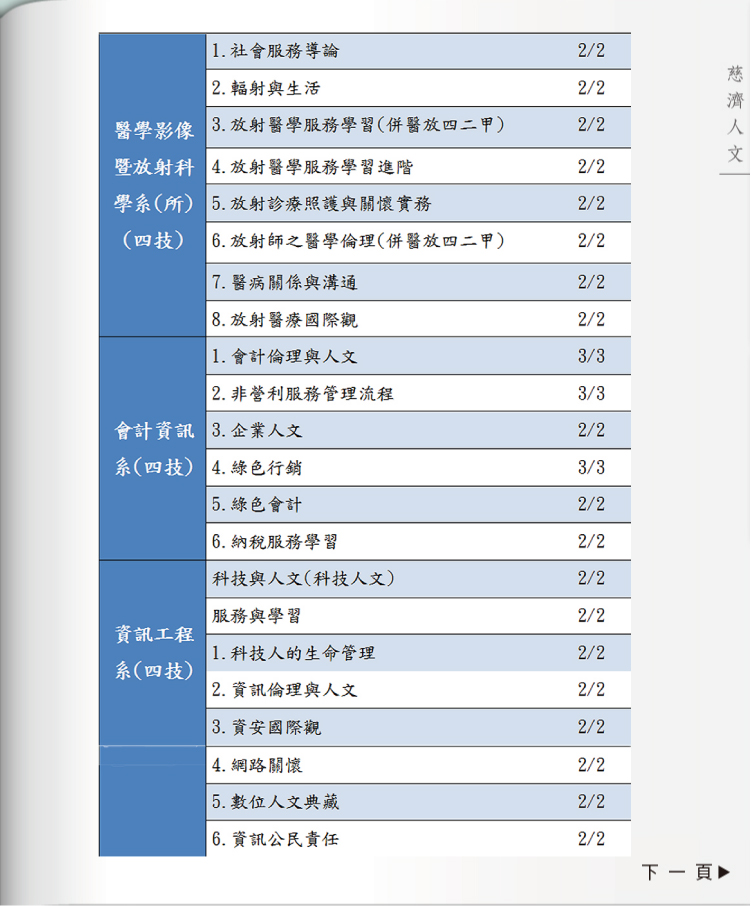 慈濟人文
醫學影像
暨放射科
學系(所)
(四技)
1.社會服務導論 2/2
2.輻射與生活 2/2
3.放射醫學服務學習(併醫放四二甲) 2/2
4.放射醫學服務學習進階 2/2
5.放射診療照護與關懷實務 2/2
6.放射師之醫學倫理(併醫放四二甲) 2/2
7.醫病關係與溝通 2/2
8.放射醫療國際觀 2/2
會計資訊
系(四技)
1.會計倫理與人文 3/3
2.非營利服務管理流程 3/3
3.企業人文 2/2
4.綠色行銷 3/3
5.綠色會計 2/2
6.納稅服務學習 2/2
資訊工程
系(四技)
科技與人文(科技人文) 2/2
服務與學習 2/2
1.科技人的生命管理 2/2
2.資訊倫理與人文 2/2
3.資安國際觀 2/2
4.網路關懷 2/2
5.數位人文典藏 2/2
6.資訊公民責任 2/2
下一頁▶